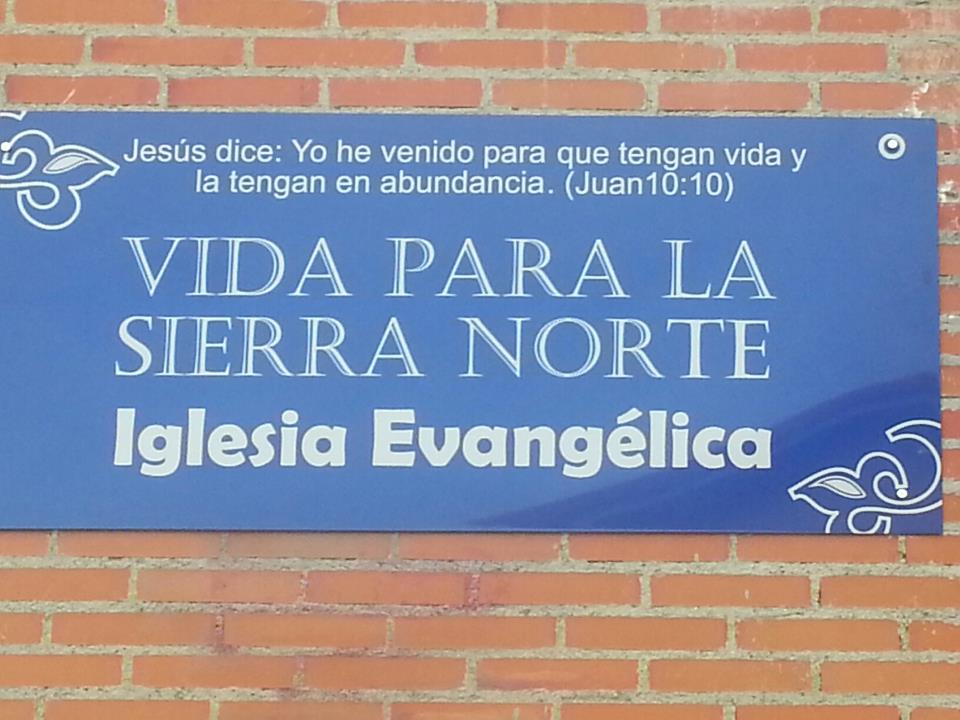 Jesús dice: Yo he venido para que tengan vida y
la tengan en abundancia. (Juan10:10)
VIDA PARA LA
SIERRA NORTE
Iglesia Evangélica